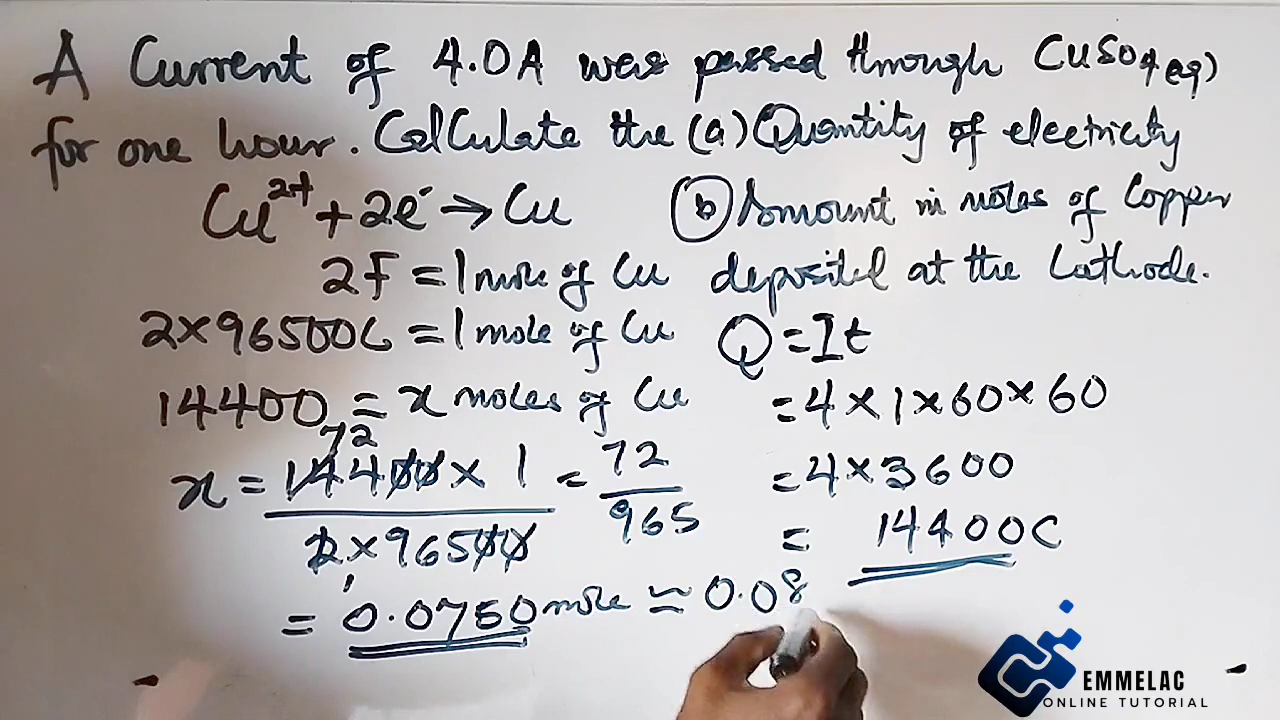 A Current of 4.0A was passed through CuSO4(aq)
for one hour. Calculate the (a) Quantity of electricity
Cu2+ + 2e- → Cu
(b) Amount in moles of Copper
2F = 1 mole of Cu
deposited at the Cathode.
2×96500C = 1 mole of Cu
Q = It
14400 = x moles of Cu
= 4 × 1 × 60 × 60
72
x = 14400 × 1 = 72
= 4 × 3600
2 × 96500
965
= 14400C
1
= 0.0750 mole ≃ 0.08
EMMELAC
ONLINE TUTORIAL